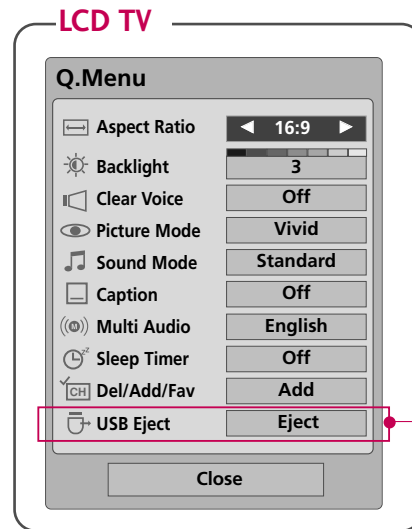 LCD TV
Q.Menu
Aspect Ratio ◄ 16:9 ►
Backlight 3
Clear Voice Off
Picture Mode Vivid
Sound Mode Standard
Caption Off
Multi Audio English
Sleep Timer Off
Del/Add/Fav Add
USB Eject Eject
Close